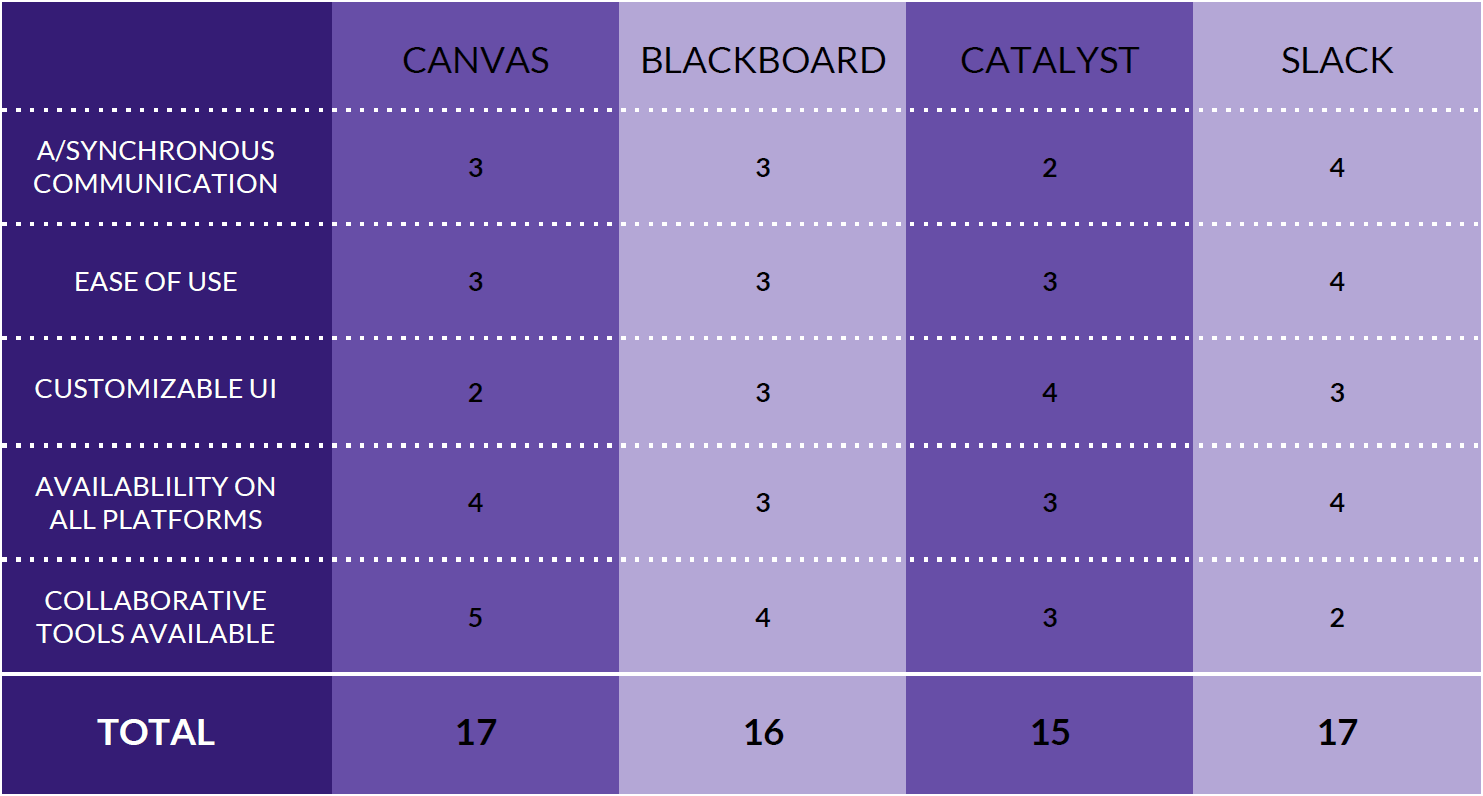 CANVAS BLACKBOARD CATALYST SLACK
A/SYNCHRONOUS
COMMUNICATION 3 3 2 4
EASE OF USE 3 3 3 4
CUSTOMIZABLE UI 2 3 4 3
AVAILABLILITY ON
ALL PLATFORMS 4 3 3 4
COLLABORATIVE
TOOLS AVAILABLE 5 4 3 2
TOTAL 17 16 15 17